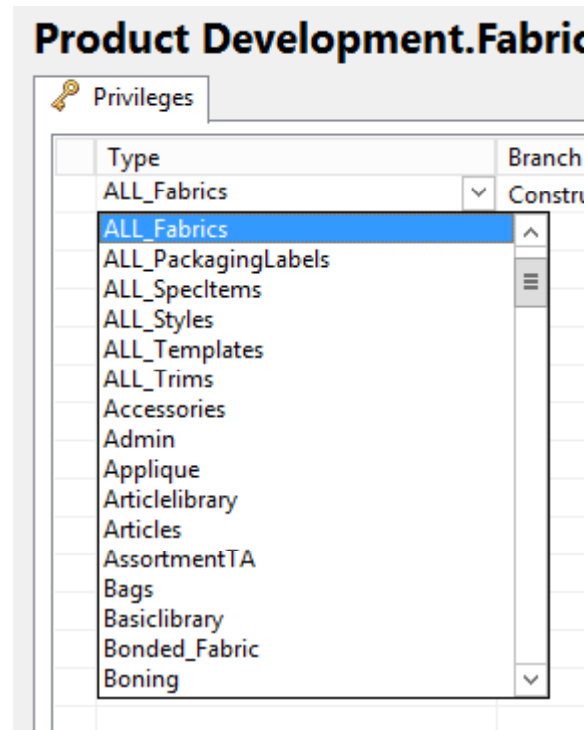 Product Development.Fabric
Privileges
Type Branch
ALL_Fabrics Constru
ALL_Fabrics
ALL_PackagingLabels
ALL_SpecItems
ALL_Styles
ALL_Templates
ALL_Trims
Accessories
Admin
Applique
Articlelibrary
Articles
AssortmentTA
Bags
Basiclibrary
Bonded_Fabric
Boning